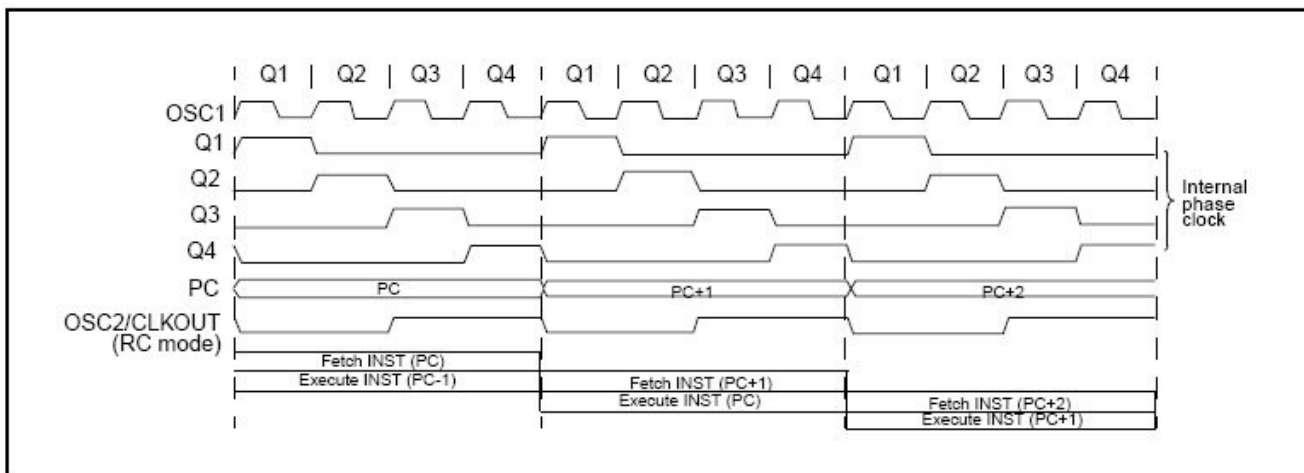 Q1 Q2 Q3 Q4 Q1 Q2 Q3 Q4 Q1 Q2 Q3 Q4
OSC1
Q1
Q2
Q3
Q4
Internal
phase
clock
PC PC PC+1 PC+2
OSC2/CLKOUT
(RC mode)
Fetch INST (PC)
Execute INST (PC-1) Fetch INST (PC+1)
Execute INST (PC) Fetch INST (PC+2)
Execute INST (PC+1)